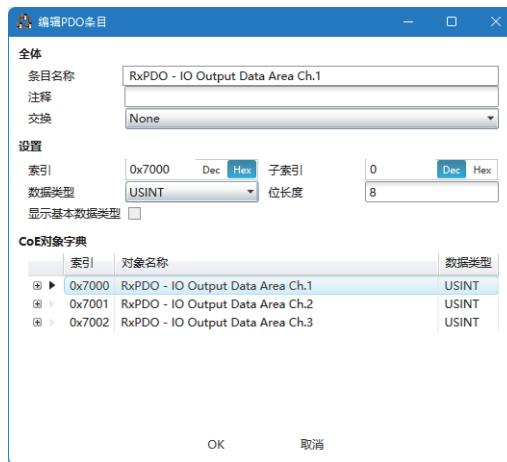 编辑PDO条目
全体
条目名称 RxPDO - IO Output Data Area Ch.1
注释
交换 None
设置
索引 0x7000 Dec Hex 子索引 0 Dec Hex
数据类型 USINT 位长度 8
显示基本数据类型
CoE对象字典
索引 对象名称 数据类型
0x7000 RxPDO - IO Output Data Area Ch.1 USINT
0x7001 RxPDO - IO Output Data Area Ch.2 USINT
0x7002 RxPDO - IO Output Data Area Ch.3 USINT
OK 取消